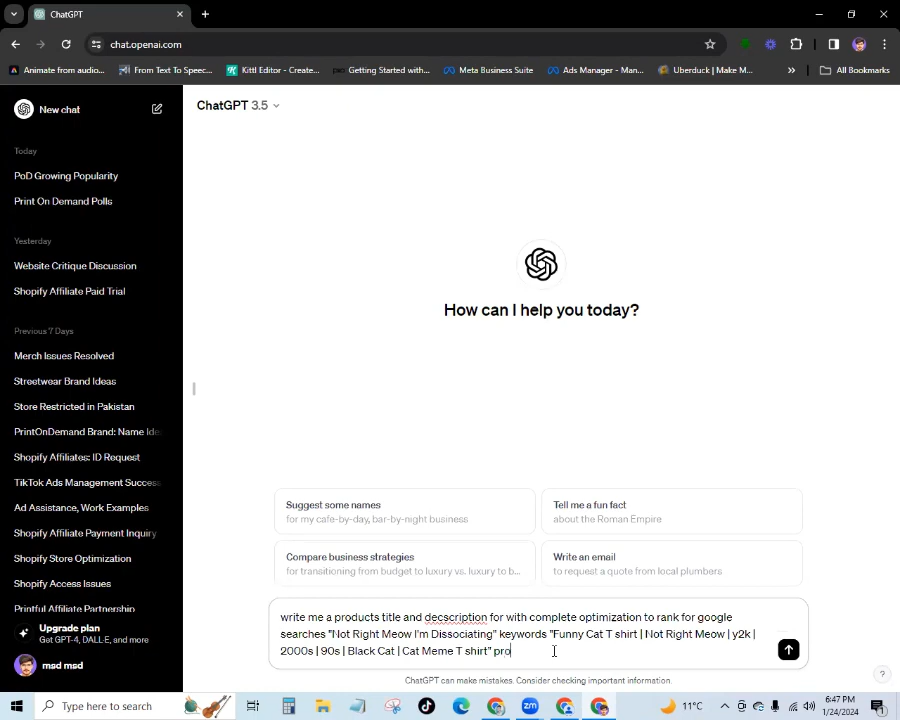 ChatGPT
chat.openai.com
Animate from audio...
From Text To Speec...
Kittl Editor - Create...
Getting Started with...
Meta Business Suite
Ads Manager - Man...
Uberduck | Make M...
»
All Bookmarks
New chat
ChatGPT 3.5
Today
PoD Growing Popularity
Print On Demand Polls
Yesterday
Website Critique Discussion
Shopify Affiliate Paid Trial
Previous 7 Days
Merch Issues Resolved
Streetwear Brand Ideas
Store Restricted in Pakistan
PrintOnDemand Brand: Name Ide
Shopify Affiliates: ID Request
TikTok Ads Management Success
Ad Assistance, Work Examples
Shopify Affiliate Payment Inquiry
Shopify Store Optimization
Shopify Access Issues
Printful Affiliate Partnership
Upgrade plan
Get GPT-4, DALL·E, and more
msd msd
How can I help you today?
Suggest some names
for my cafe-by-day, bar-by-night business
Tell me a fun fact
about the Roman Empire
Compare business strategies
for transitioning from budget to luxury vs. luxury to b...
Write an email
to request a quote from local plumbers
write me a products title and decscription for with complete optimization to rank for google
searches "Not Right Meow I'm Dissociating" keywords "Funny Cat T shirt | Not Right Meow | y2k |
2000s | 90s | Black Cat | Cat Meme T shirt" pro
ChatGPT can make mistakes. Consider checking important information.
?
Type here to search
11°C
6:47 PM
1/24/2024